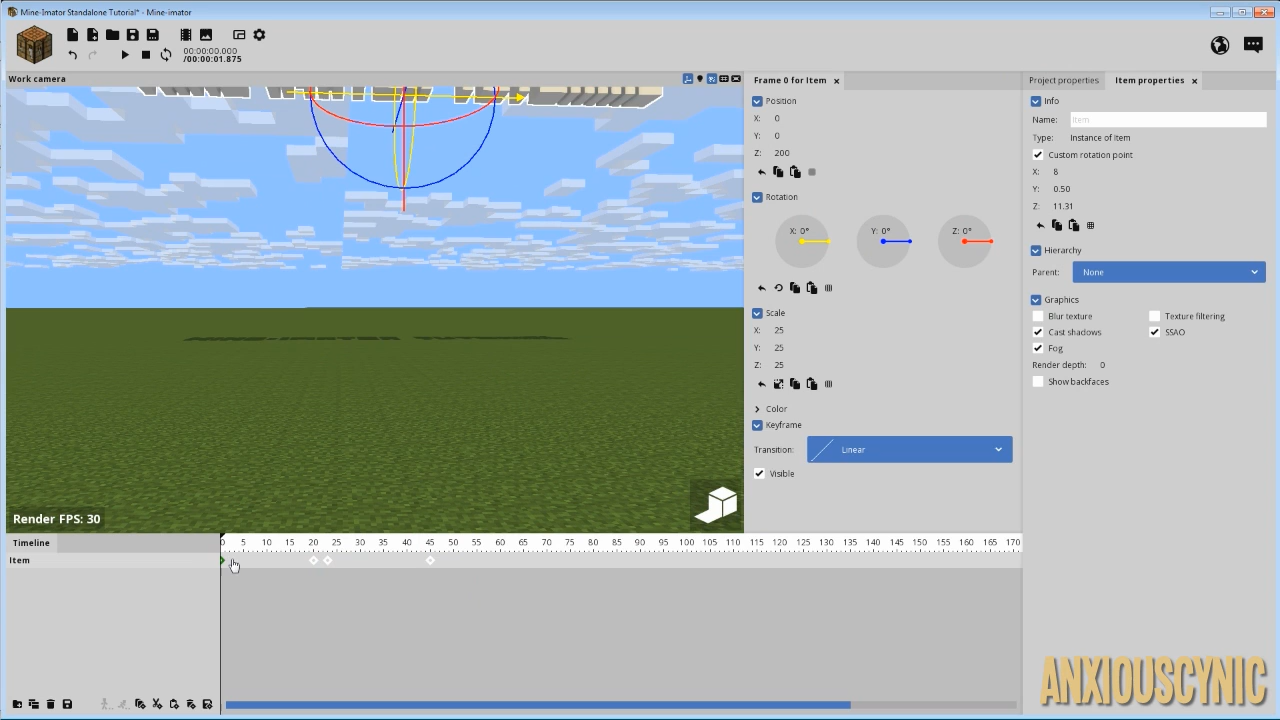 Mine-Imator Standalone Tutorial* - Mine-imator
00:00:00.000
/00:00:01.875
Work camera
Render FPS: 30
Frame 0 for Item
Position
X: 0
Y: 0
Z: 200
Rotation
X: 0° Y: 0° Z: 0°
Scale
X: 25
Y: 25
Z: 25
Color
Keyframe
Transition: Linear
Visible
Project properties Item properties
Info
Name: Item
Type: Instance of Item
Custom rotation point
X: 8
Y: 0.50
Z: 11.31
Hierarchy
Parent: None
Graphics
Blur texture Texture filtering
Cast shadows SSAO
Fog
Render depth: 0
Show backfaces
Timeline
0 5 10 15 20 25 30 35 40 45 50 55 60 65 70 75 80 85 90 95 100 105 110 115 120 125 130 135 140 145 150 155 160 165 170
Item
ANXIOUSCYNIC